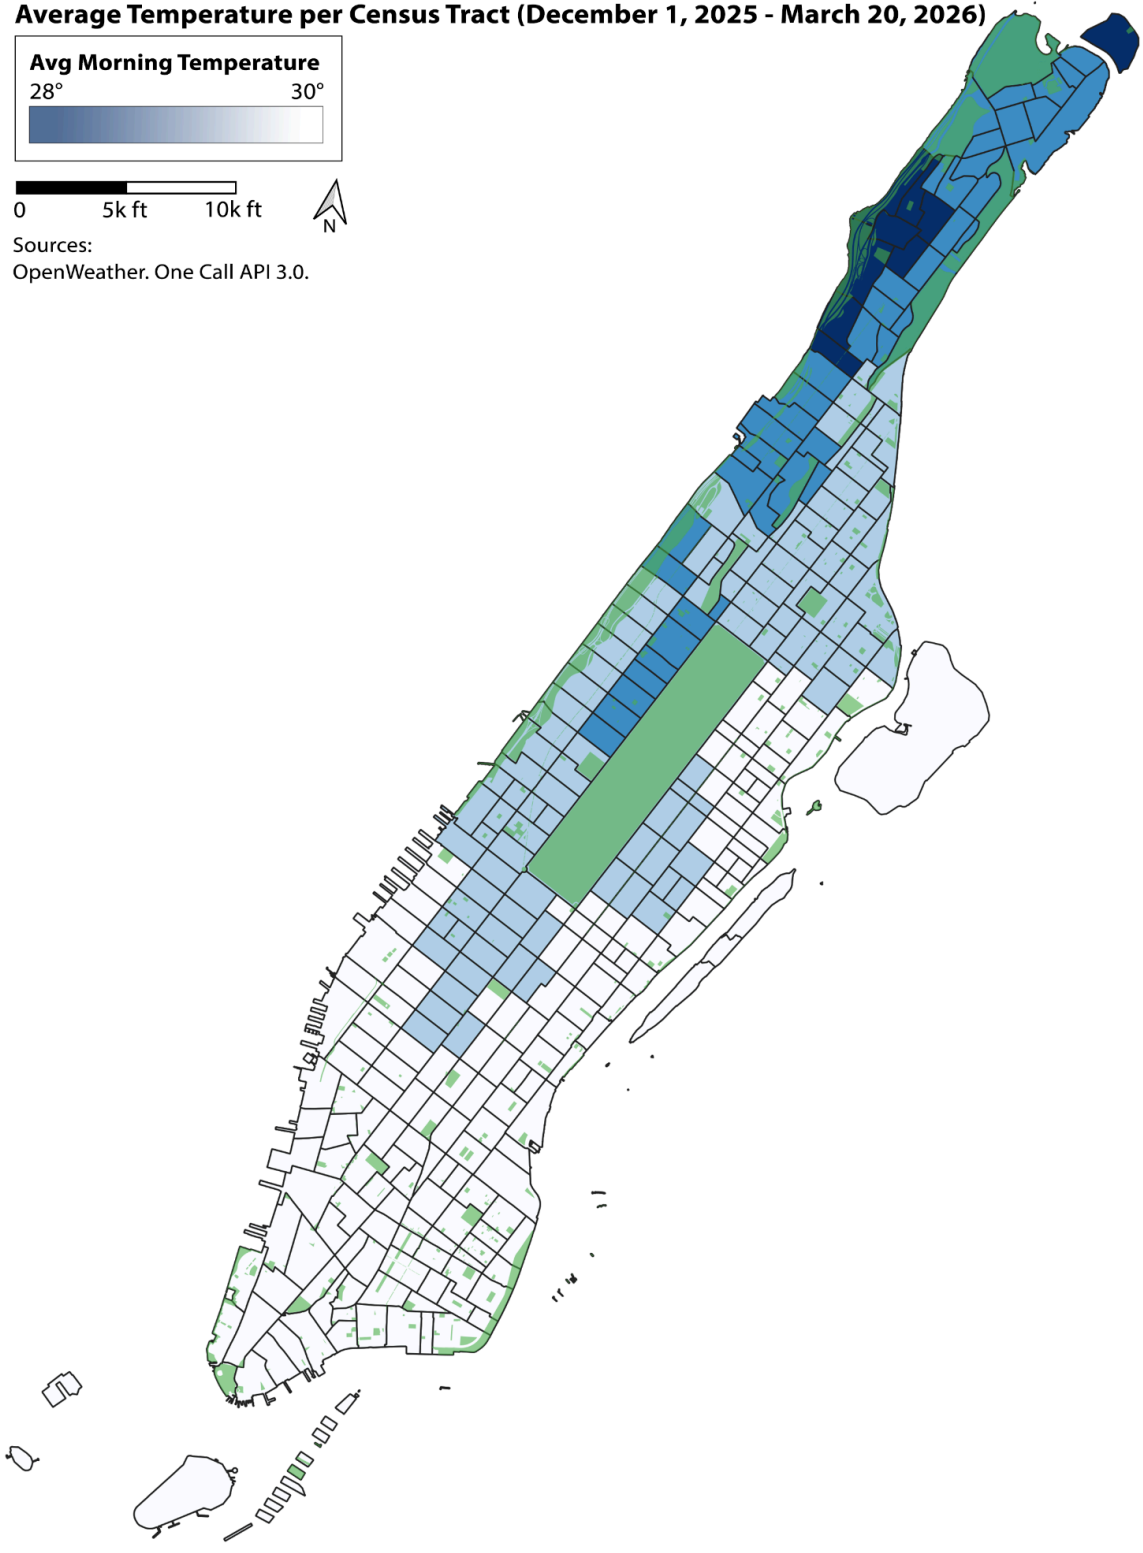 Average Temperature per Census Tract (December 1, 2025 - March 20, 2026)
Avg Morning Temperature
28° 30°
0 5k ft 10k ft
N
Sources:
OpenWeather. One Call API 3.0.